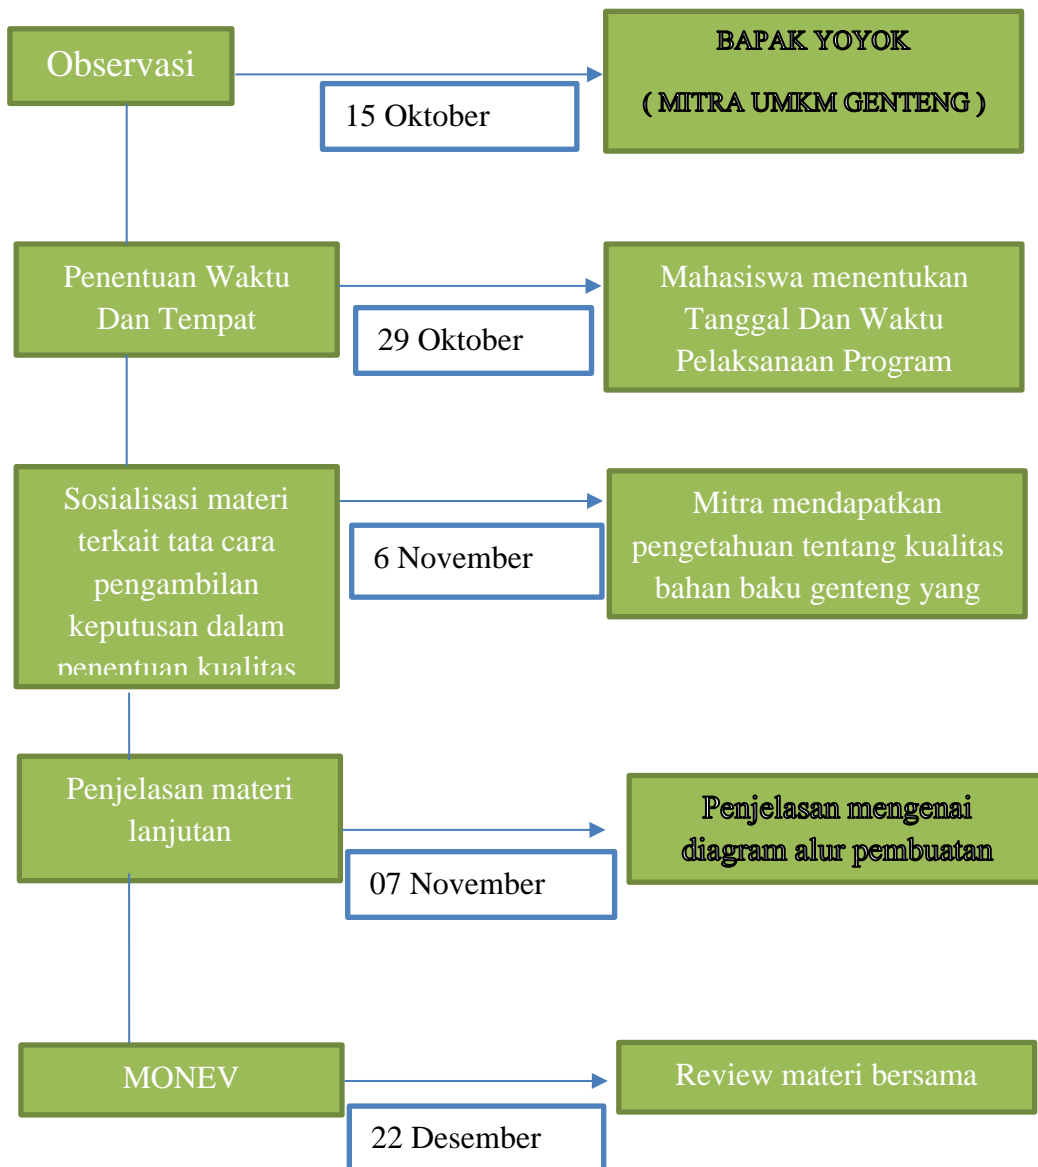 Observasi
15 Oktober
BAPAK YOYOK
( MITRA UMKM GENTENG )
Penentuan Waktu
Dan Tempat
29 Oktober
Mahasiswa menentukan
Tanggal Dan Waktu
Pelaksanaan Program
Sosialisasi materi
terkait tata cara
pengambilan
keputusan dalam
penentuan kualitas
6 November
Mitra mendapatkan
pengetahuan tentang kualitas
bahan baku genteng yang
Penjelasan materi
lanjutan
07 November
Penjelasan mengenai
diagram alur pembuatan
MONEV
22 Desember
Review materi bersama